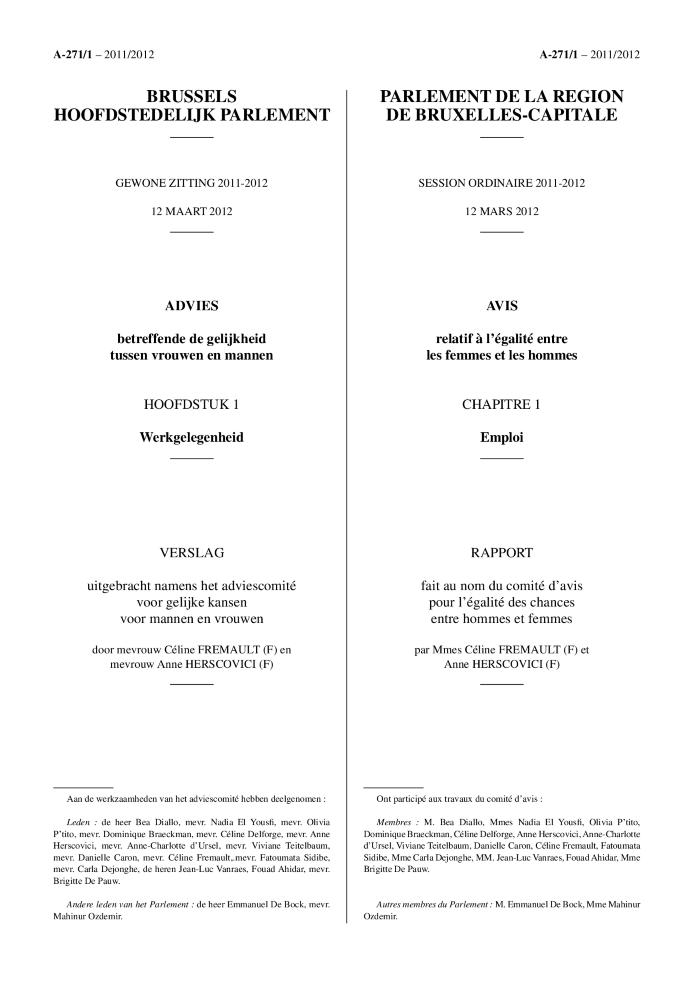 A-271/1 – 2011/2012
A-271/1 – 2011/2012
BRUSSELS
HOOFDSTEDELIJK PARLEMENT
GEWONE ZITTING 2011-2012
12 MAART 2012
ADVIES
betreffende de gelijkheid
tussen vrouwen en mannen
HOOFDSTUK 1
Werkgelegenheid
VERSLAG
uitgebracht namens het adviescomité
voor gelijke kansen
voor mannen en vrouwen
door mevrouw Céline FREMAULT (F) en
mevrouw Anne HERSCOVICI (F)
Aan de werkzaamheden van het adviescomité hebben deelgenomen :
Leden : de heer Bea Diallo, mevr. Nadia El Yousfi, mevr. Olivia
P'tito, mevr. Dominique Braeckman, mevr. Céline Delforge, mevr. Anne
Herscovici, mevr. Anne-Charlotte d'Ursel, mevr. Viviane Teitelbaum,
mevr. Danielle Caron, mevr. Céline Fremault,.mevr. Fatoumata Sidibe,
mevr. Carla Dejonghe, de heren Jean-Luc Vanraes, Fouad Ahidar, mevr.
Brigitte De Pauw.
Andere leden van het Parlement : de heer Emmanuel De Bock, mevr.
Mahinur Ozdemir.
PARLEMENT DE LA REGION
DE BRUXELLES-CAPITALE
SESSION ORDINAIRE 2011-2012
12 MARS 2012
AVIS
relatif à l'égalité entre
les femmes et les hommes
CHAPITRE 1
Emploi
RAPPORT
fait au nom du comité d'avis
pour l'égalité des chances
entre hommes et femmes
par Mmes Céline FREMAULT (F) et
Anne HERSCOVICI (F)
Ont participé aux travaux du comité d'avis :
Membres : M. Bea Diallo, Mmes Nadia El Yousfi, Olivia P'tito,
Dominique Braeckman, Céline Delforge, Anne Herscovici, Anne-Charlotte
d'Ursel, Viviane Teitelbaum, Danielle Caron, Céline Fremault, Fatoumata
Sidibe, Mme Carla Dejonghe, MM. Jean-Luc Vanraes, Fouad Ahidar, Mme
Brigitte De Pauw.
Autres membres du Parlement : M. Emmanuel De Bock, Mme Mahinur
Ozdemir.